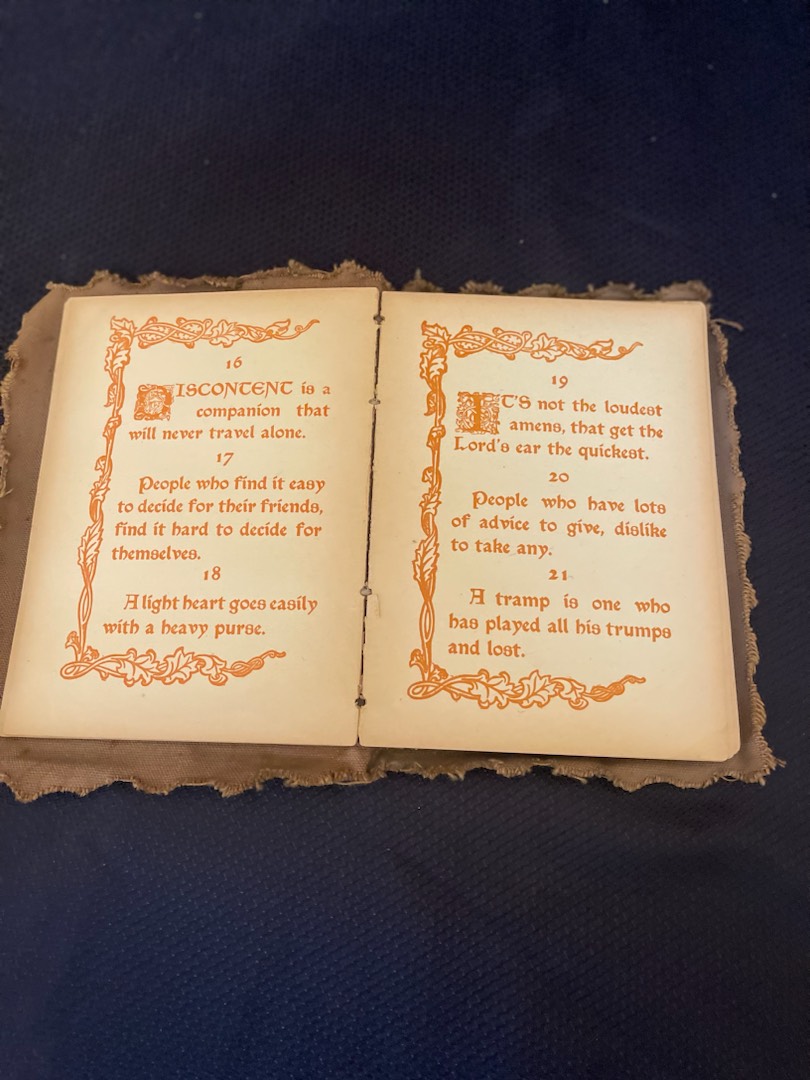 16
DISCONTENT is a
companion that
will never travel alone.
17
People who find it easy
to decide for their friends,
find it hard to decide for
themselves.
18
A light heart goes easily
with a heavy purse.
19
IT'S not the loudest
amens, that get the
Lord's ear the quickest.
20
People who have lots
of advice to give, dislike
to take any.
21
A tramp is one who
has played all his trumps
and lost.